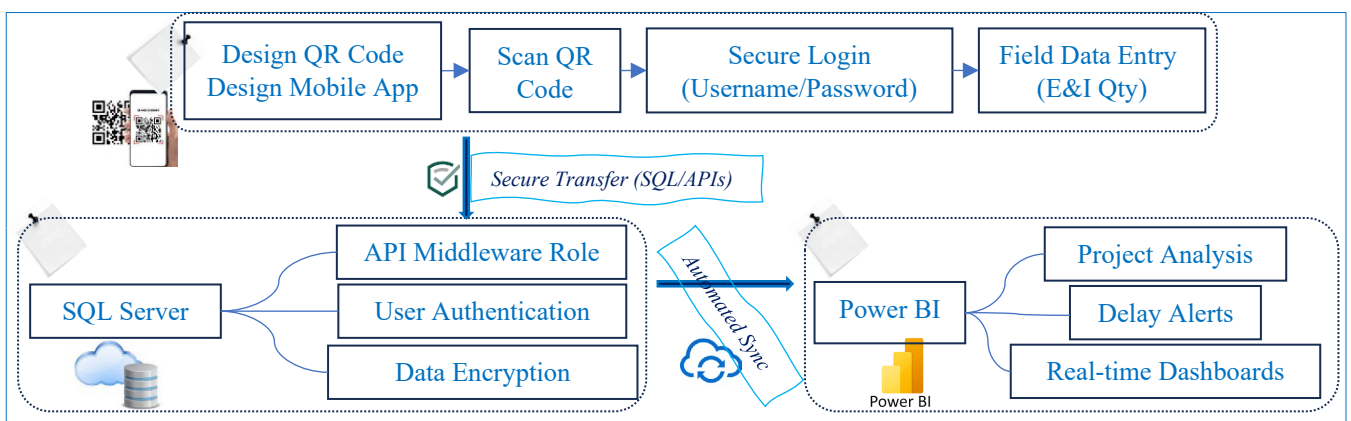 Design QR Code
Design Mobile App
Scan QR
Code
Secure Login
(Username/Password)
Field Data Entry
(E&I Qty)
Secure Transfer (SQL/APIs)
SQL Server
API Middleware Role
User Authentication
Data Encryption
Automated Sync
Power BI
Power BI
Project Analysis
Delay Alerts
Real-time Dashboards